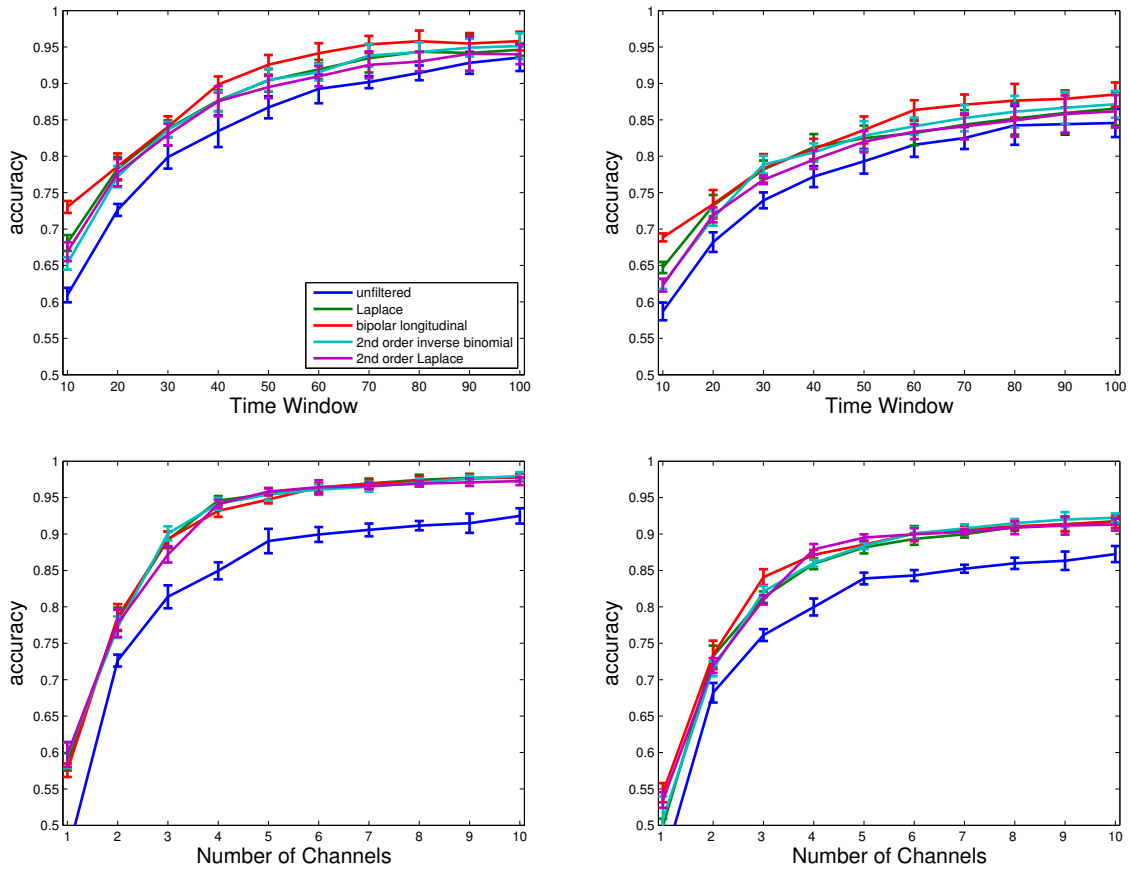 1
0.95
0.9
0.85
0.8
0.75
0.7
0.65
0.6
0.55
0.5
accuracy
10 20 30 40 50 60 70 80 90 100
Time Window
unfiltered
Laplace
bipolar longitudinal
2nd order inverse binomial
2nd order Laplace
1
0.95
0.9
0.85
0.8
0.75
0.7
0.65
0.6
0.55
0.5
accuracy
10 20 30 40 50 60 70 80 90 100
Time Window
1
0.95
0.9
0.85
0.8
0.75
0.7
0.65
0.6
0.55
0.5
accuracy
1 2 3 4 5 6 7 8 9 10
Number of Channels
1
0.95
0.9
0.85
0.8
0.75
0.7
0.65
0.6
0.55
0.5
accuracy
1 2 3 4 5 6 7 8 9 10
Number of Channels